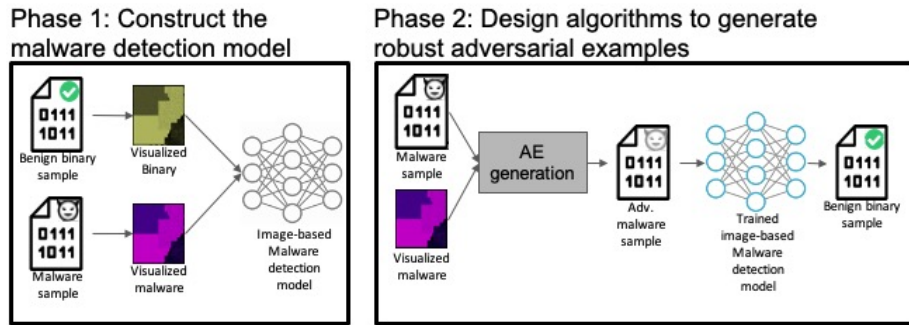 Phase 1: Construct the
malware detection model
0111
1011
Benign binary
sample
Visualized
Binary
0111
1011
Malware
sample
Visualized
malware
Image-based
Malware
detection
model
Phase 2: Design algorithms to generate
robust adversarial examples
0111
1011
Malware
sample
Visualized
malware
AE
generation
0111
1011
Adv.
malware
sample
Trained
image-based
Malware
detection
model
0111
1011
Benign binary
sample